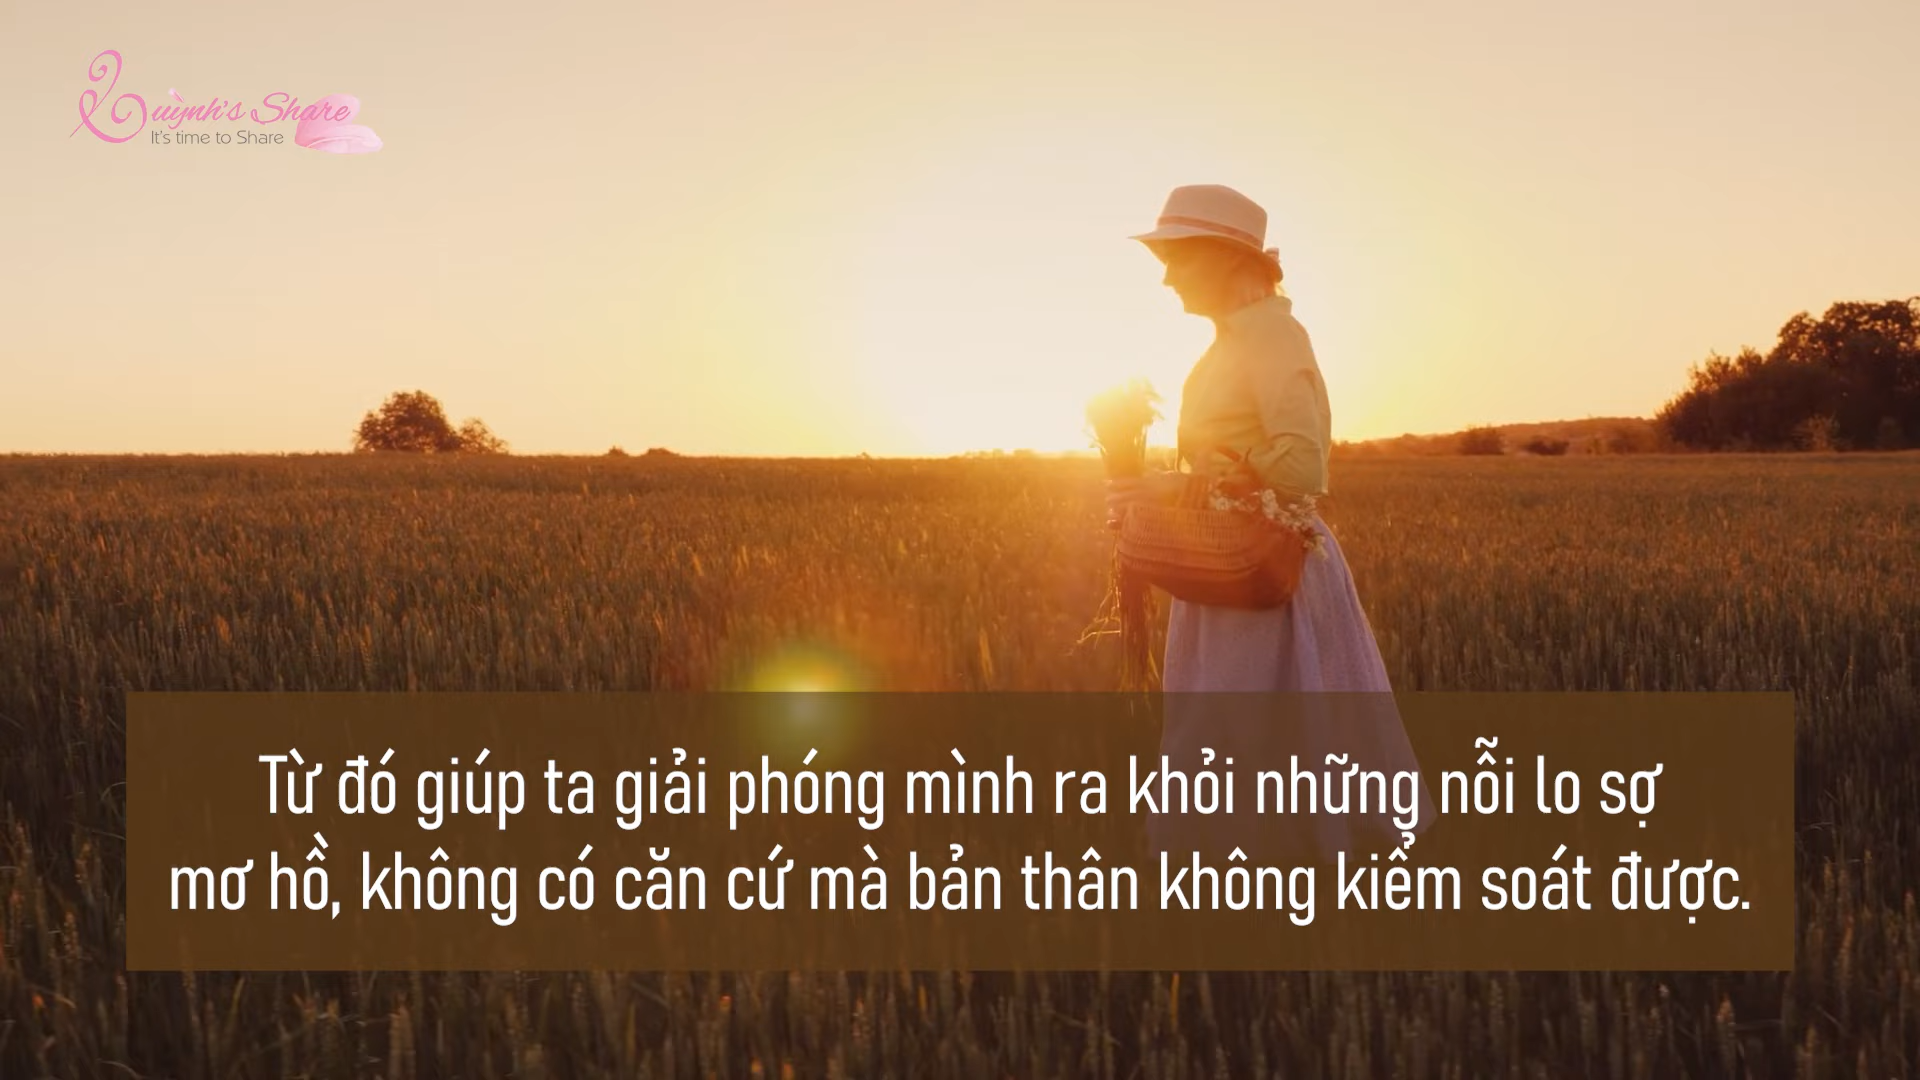 Quỳnh's Share
It's time to Share
Từ đó giúp ta giải phóng mình ra khỏi những nỗi lo sợ
mơ hồ, không có căn cứ mà bản thân không kiểm soát được.